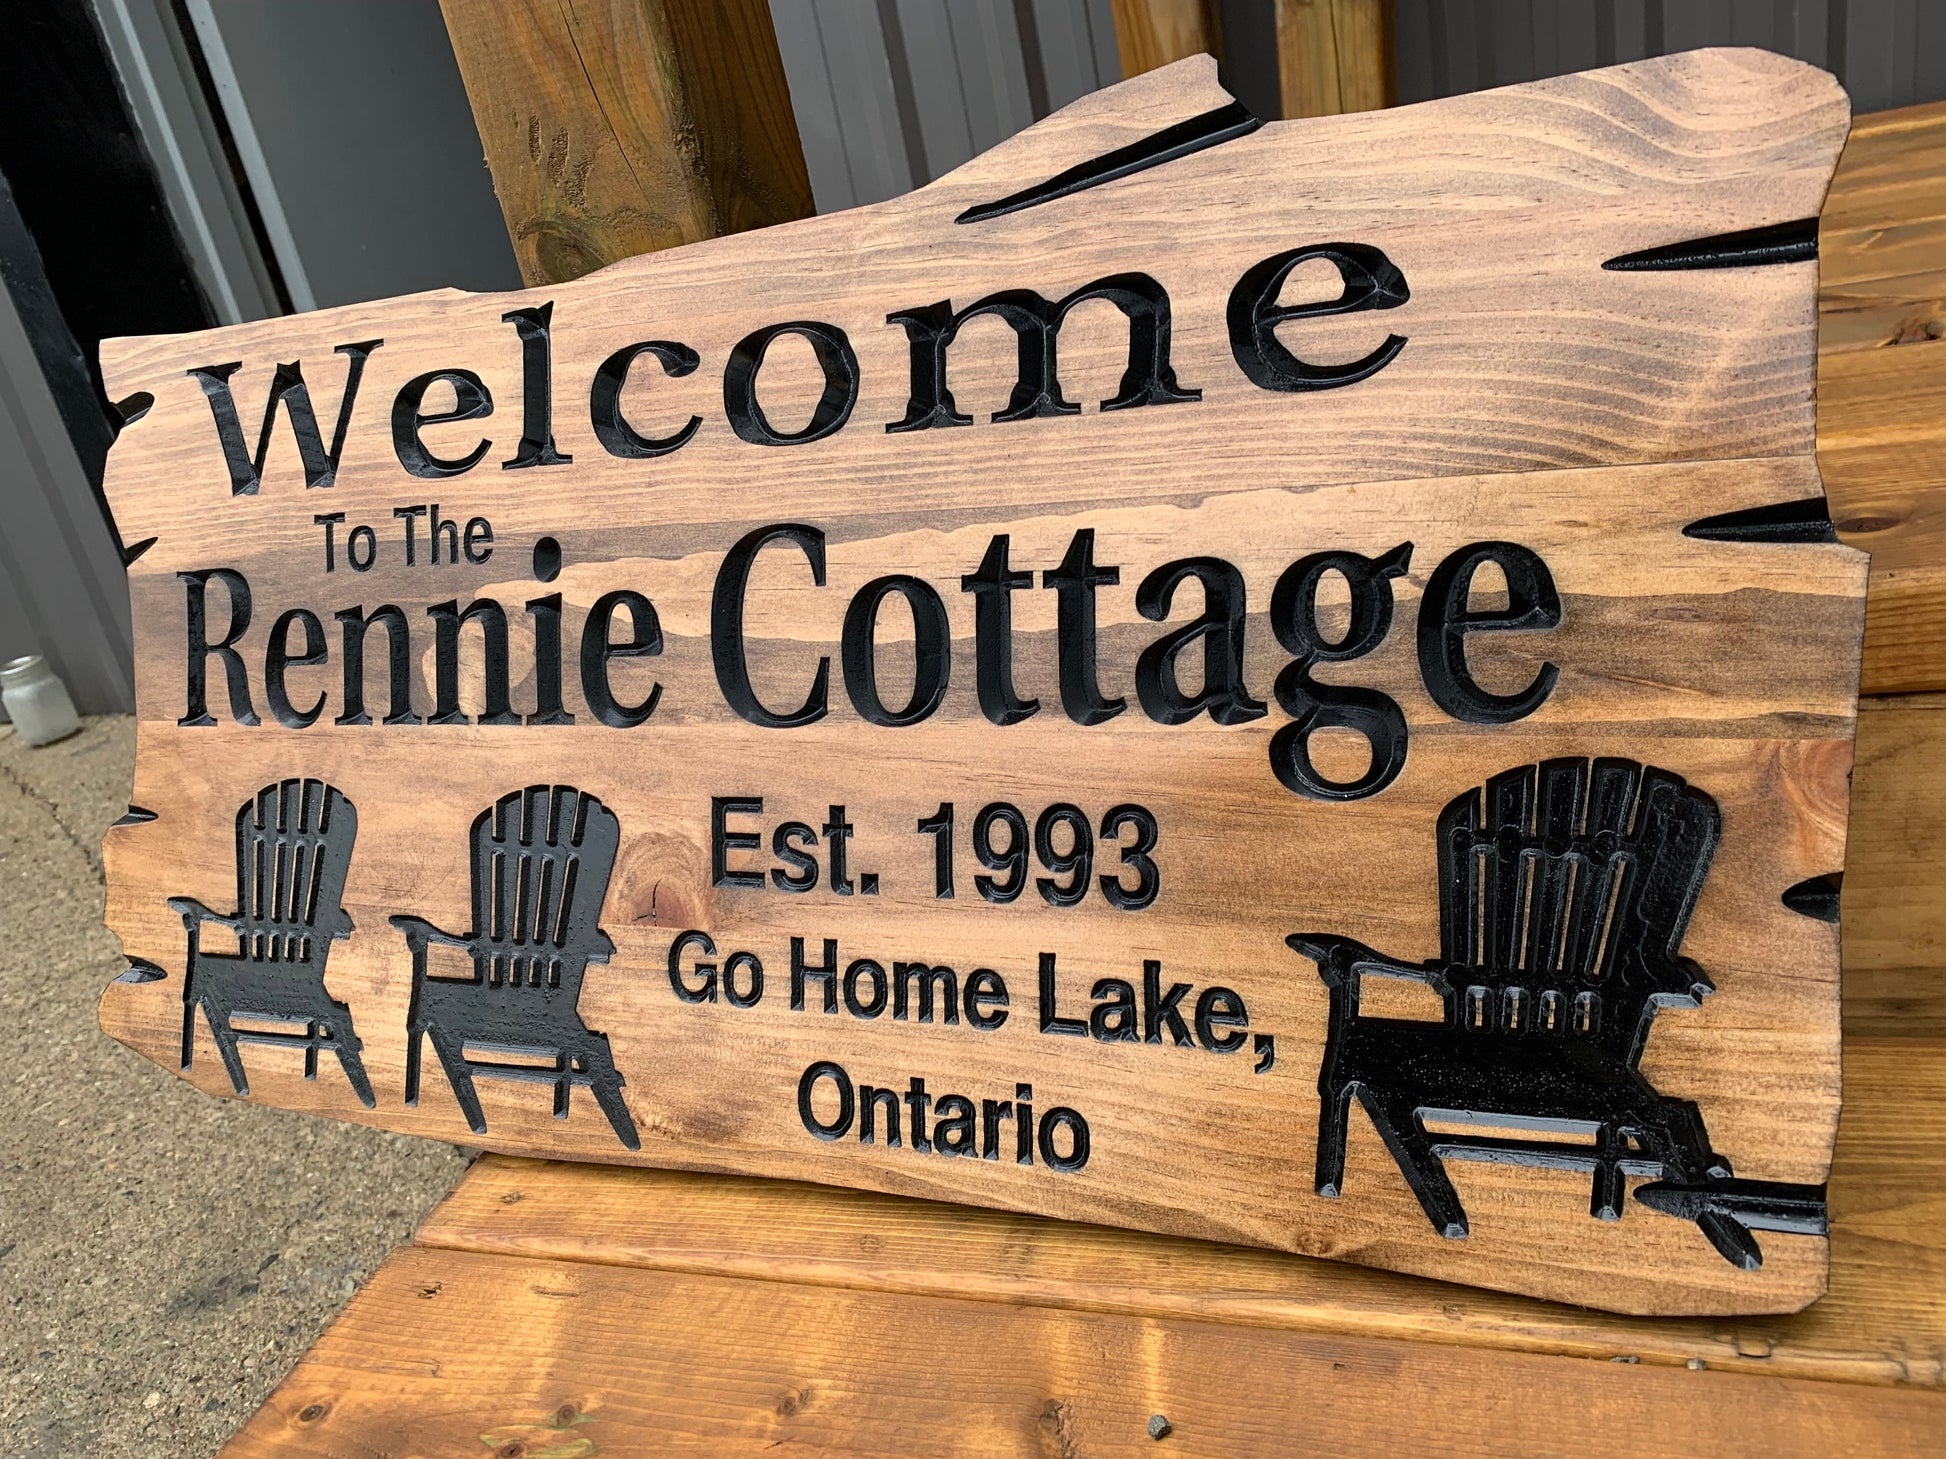 Welcome
To The
Rennie Cottage
Est. 1993
Go Home Lake,
Ontario